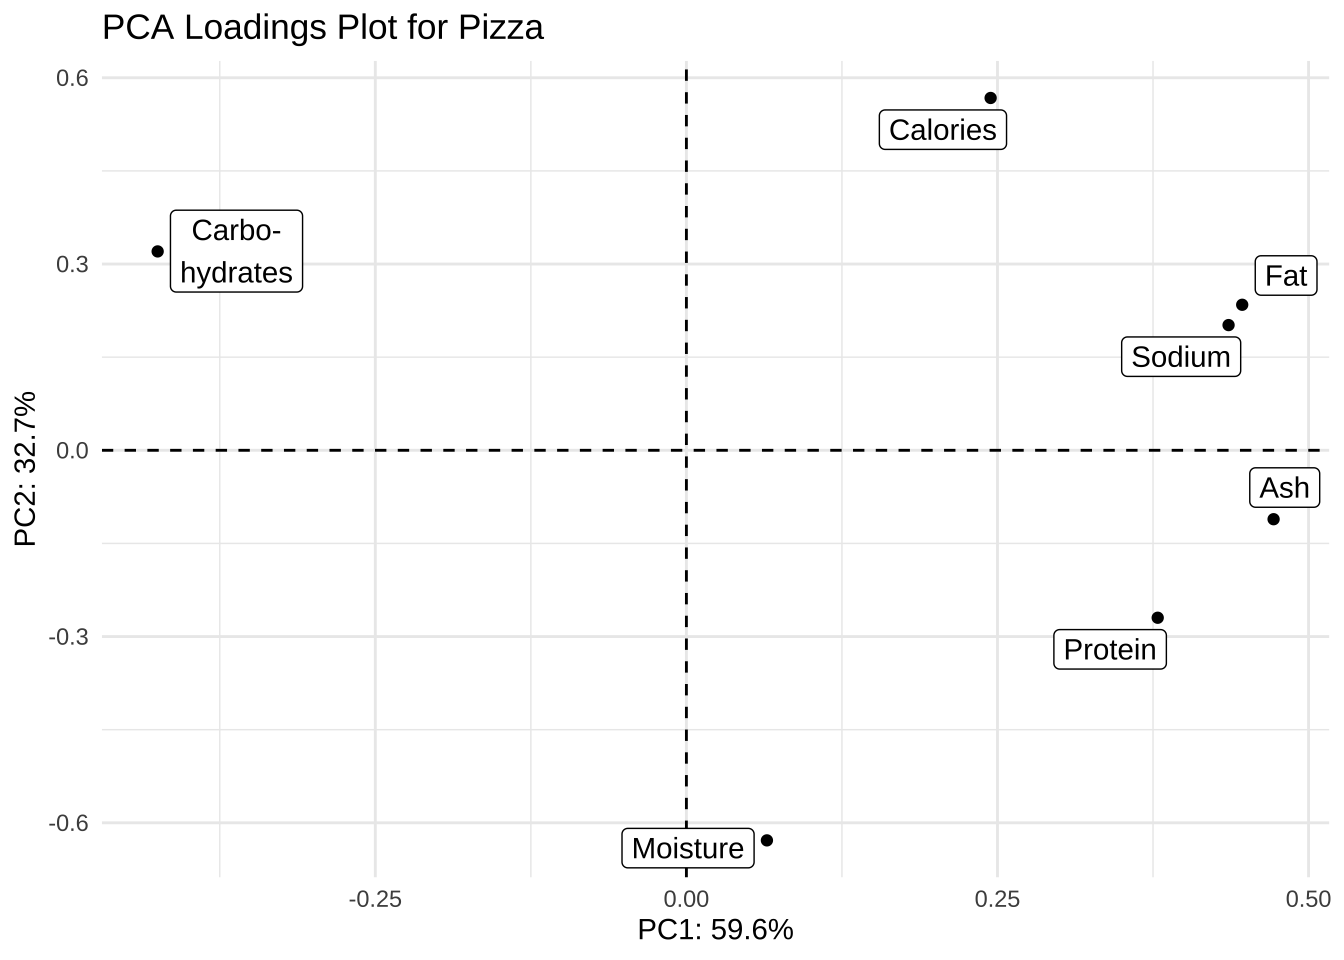 PCA Loadings Plot for Pizza
0.6
Calories
Carbo-
hydrates
0.3
Fat
Sodium
PC2: 32.7%
0.0
Ash
-0.3
Protein
-0.6
Moisture
-0.25
0.00
0.25
0.50
PC1: 59.6%